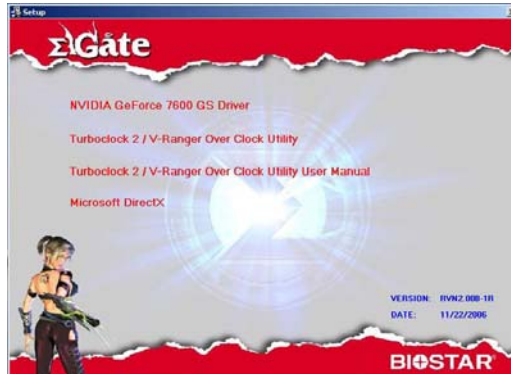 Setup
ΣGate
NVIDIA GeForce 7600 GS Driver
Turboclock 2 / V-Ranger Over Clock Utility
Turboclock 2 / V-Ranger Over Clock Utility User Manual
Microsoft DirectX
VERSION: RVN2.00B-1R
DATE: 11/22/2006
BIOSTAR